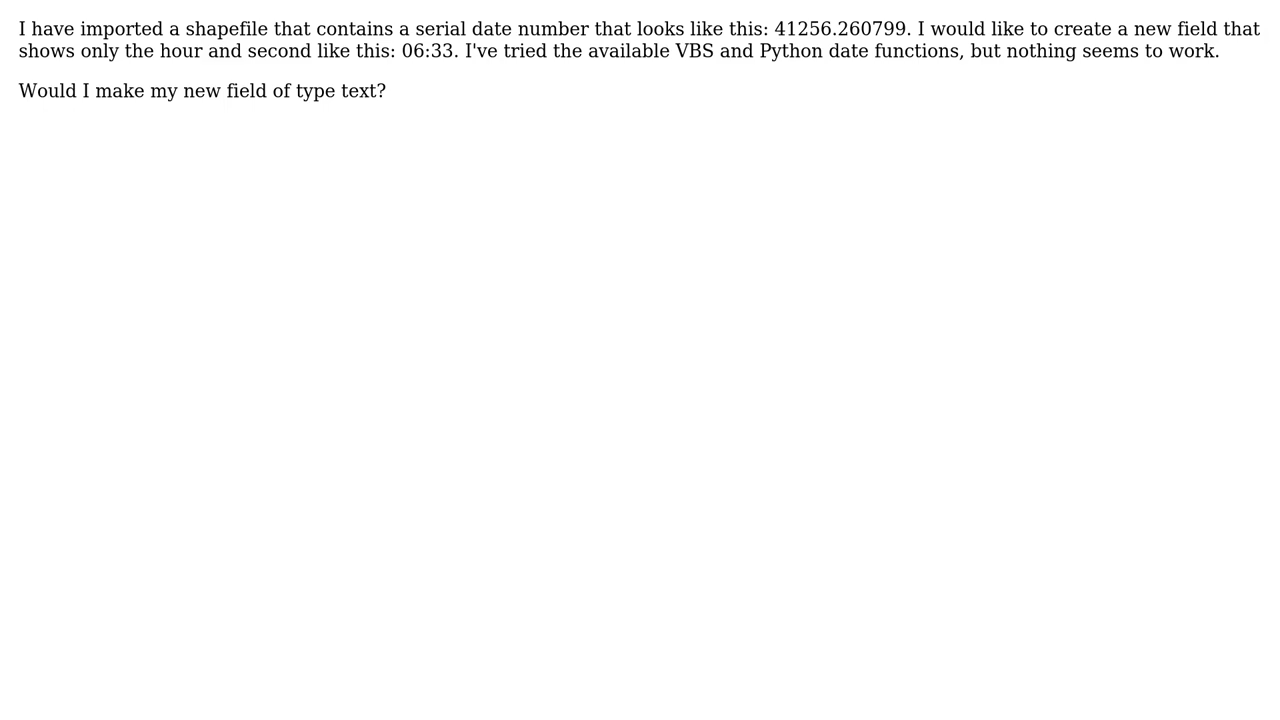 I have imported a shapefile that contains a serial date number that looks like this: 41256.260799. I would like to create a new field that
shows only the hour and second like this: 06:33. I've tried the available VBS and Python date functions, but nothing seems to work.
Would I make my new field of type text?